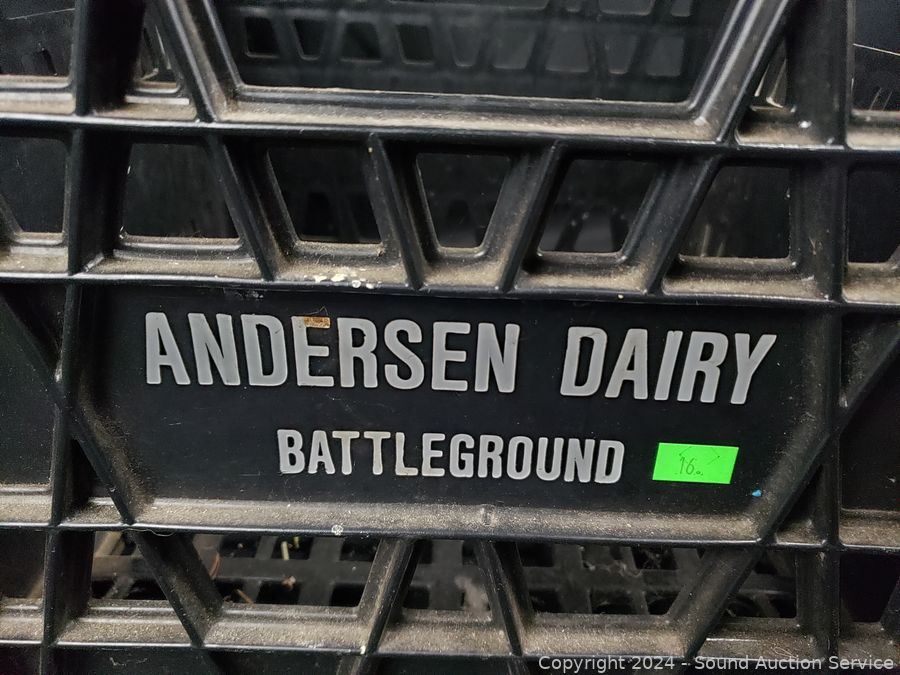 ANDERSEN DAIRY
BATTLEGROUND
16
Copyright 2024 - Sound Auction Service